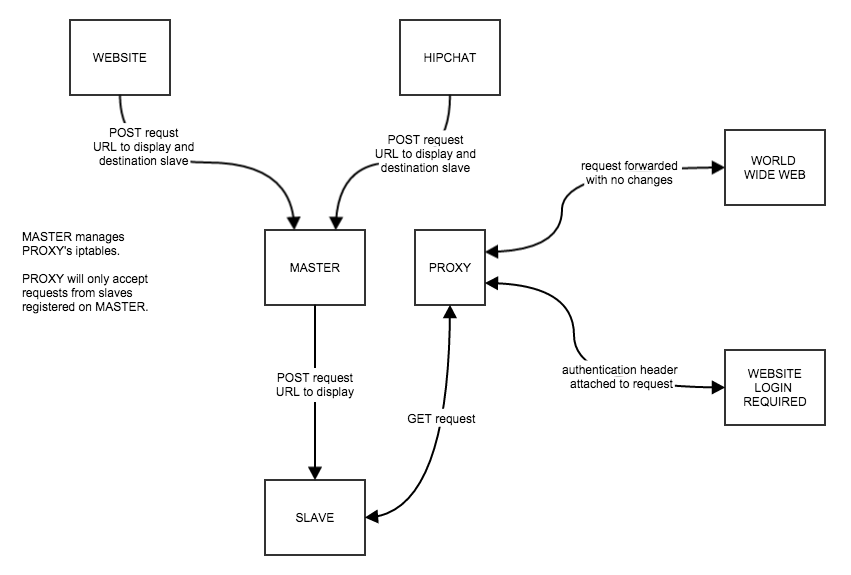 WEBSITE
HIPCHAT
POST requst
URL to display and
destination slave
POST request
URL to display and
destination slave
request forwarded
with no changes
WORLD
WIDE WEB
MASTER manages
PROXY's iptables.
PROXY will only accept
requests from slaves
registered on MASTER.
MASTER
PROXY
POST request
URL to display
authentication header
attached to request
WEBSITE
LOGIN
REQUIRED
GET request
SLAVE